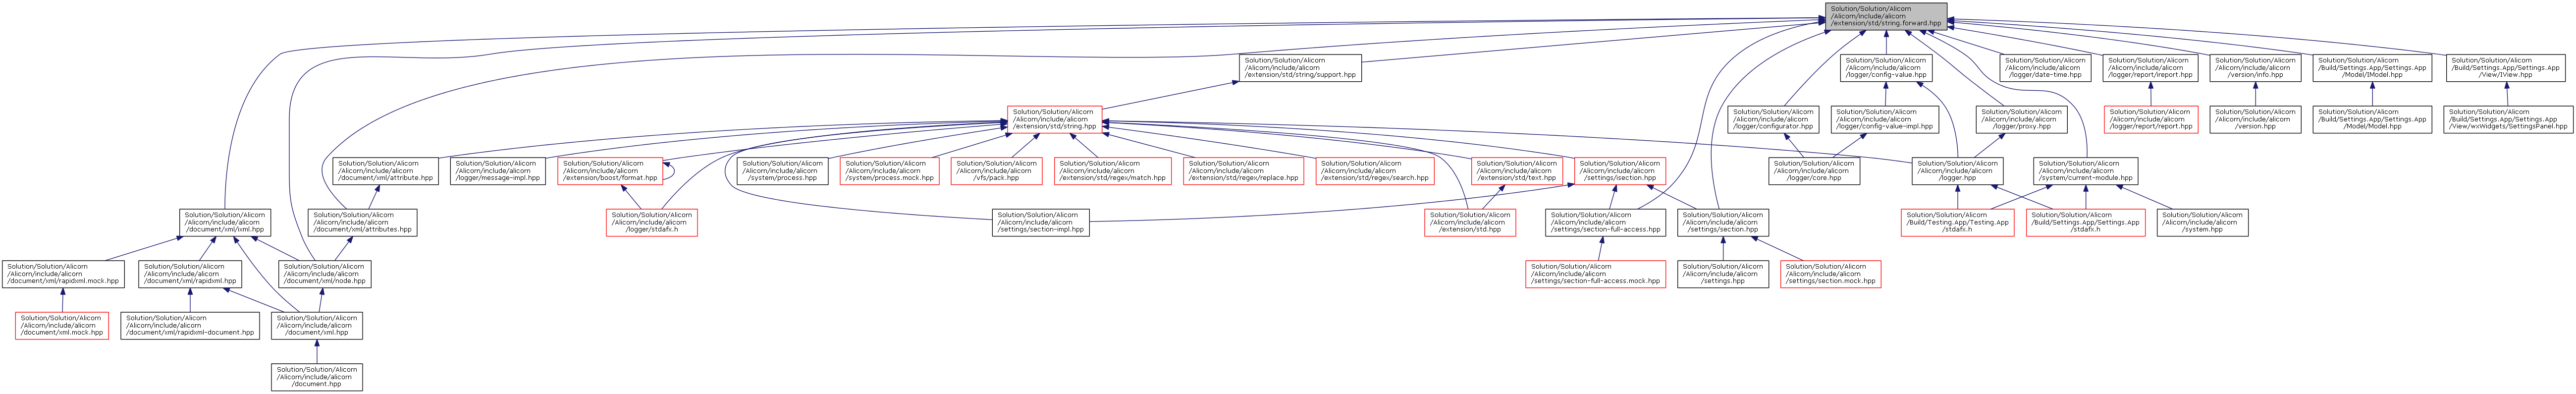 Solution/Solution/Alicorn
/Alicorn/include/alicorn
/extension/std/string.forward.hpp
Solution/Solution/Alicorn
/Alicorn/include/alicorn
/extension/std/string/support.hpp
Solution/Solution/Alicorn
/Alicorn/include/alicorn
/logger/config-value.hpp
Solution/Solution/Alicorn
/Alicorn/include/alicorn
/logger/date-time.hpp
Solution/Solution/Alicorn
/Alicorn/include/alicorn
/logger/report/ireport.hpp
Solution/Solution/Alicorn
/Alicorn/include/alicorn
/version/info.hpp
Solution/Solution/Alicorn
/Build/Settings.App/Settings.App
/Model/IModel.hpp
Solution/Solution/Alicorn
/Build/Settings.App/Settings.App
/View/IView.hpp
Solution/Solution/Alicorn
/Alicorn/include/alicorn
/extension/std/string.hpp
Solution/Solution/Alicorn
/Alicorn/include/alicorn
/logger/configurator.hpp
Solution/Solution/Alicorn
/Alicorn/include/alicorn
/logger/config-value-impl.hpp
Solution/Solution/Alicorn
/Alicorn/include/alicorn
/logger/proxy.hpp
Solution/Solution/Alicorn
/Alicorn/include/alicorn
/logger/report/report.hpp
Solution/Solution/Alicorn
/Alicorn/include/alicorn
/version.hpp
Solution/Solution/Alicorn
/Build/Settings.App/Settings.App
/Model/Model.hpp
Solution/Solution/Alicorn
/Build/Settings.App/Settings.App
/View/wxWidgets/SettingsPanel.hpp
Solution/Solution/Alicorn
/Alicorn/include/alicorn
/document/xml/attribute.hpp
Solution/Solution/Alicorn
/Alicorn/include/alicorn
/logger/message-impl.hpp
Solution/Solution/Alicorn
/Alicorn/include/alicorn
/extension/boost/format.hpp
Solution/Solution/Alicorn
/Alicorn/include/alicorn
/system/process.hpp
Solution/Solution/Alicorn
/Alicorn/include/alicorn
/system/process.mock.hpp
Solution/Solution/Alicorn
/Alicorn/include/alicorn
/vfs/pack.hpp
Solution/Solution/Alicorn
/Alicorn/include/alicorn
/extension/std/regex/match.hpp
Solution/Solution/Alicorn
/Alicorn/include/alicorn
/extension/std/regex/replace.hpp
Solution/Solution/Alicorn
/Alicorn/include/alicorn
/extension/std/regex/search.hpp
Solution/Solution/Alicorn
/Alicorn/include/alicorn
/extension/std/text.hpp
Solution/Solution/Alicorn
/Alicorn/include/alicorn
/settings/isection.hpp
Solution/Solution/Alicorn
/Alicorn/include/alicorn
/logger/core.hpp
Solution/Solution/Alicorn
/Alicorn/include/alicorn
/logger.hpp
Solution/Solution/Alicorn
/Alicorn/include/alicorn
/system/current-module.hpp
Solution/Solution/Alicorn
/Alicorn/include/alicorn
/document/xml/ixml.hpp
Solution/Solution/Alicorn
/Alicorn/include/alicorn
/document/xml/attributes.hpp
Solution/Solution/Alicorn
/Alicorn/include/alicorn
/logger/stdafx.h
Solution/Solution/Alicorn
/Alicorn/include/alicorn
/settings/section-impl.hpp
Solution/Solution/Alicorn
/Alicorn/include/alicorn
/extension/std.hpp
Solution/Solution/Alicorn
/Alicorn/include/alicorn
/settings/section-full-access.hpp
Solution/Solution/Alicorn
/Alicorn/include/alicorn
/settings/section.hpp
Solution/Solution/Alicorn
/Build/Testing.App/Testing.App
/stdafx.h
Solution/Solution/Alicorn
/Build/Settings.App/Settings.App
/stdafx.h
Solution/Solution/Alicorn
/Alicorn/include/alicorn
/system.hpp
Solution/Solution/Alicorn
/Alicorn/include/alicorn
/document/xml/rapidxml.mock.hpp
Solution/Solution/Alicorn
/Alicorn/include/alicorn
/document/xml/rapidxml.hpp
Solution/Solution/Alicorn
/Alicorn/include/alicorn
/document/xml/node.hpp
Solution/Solution/Alicorn
/Alicorn/include/alicorn
/settings/section-full-access.mock.hpp
Solution/Solution/Alicorn
/Alicorn/include/alicorn
/settings.hpp
Solution/Solution/Alicorn
/Alicorn/include/alicorn
/settings/section.mock.hpp
Solution/Solution/Alicorn
/Alicorn/include/alicorn
/document/xml.mock.hpp
Solution/Solution/Alicorn
/Alicorn/include/alicorn
/document/xml/rapidxml-document.hpp
Solution/Solution/Alicorn
/Alicorn/include/alicorn
/document/xml.hpp
Solution/Solution/Alicorn
/Alicorn/include/alicorn
/document.hpp